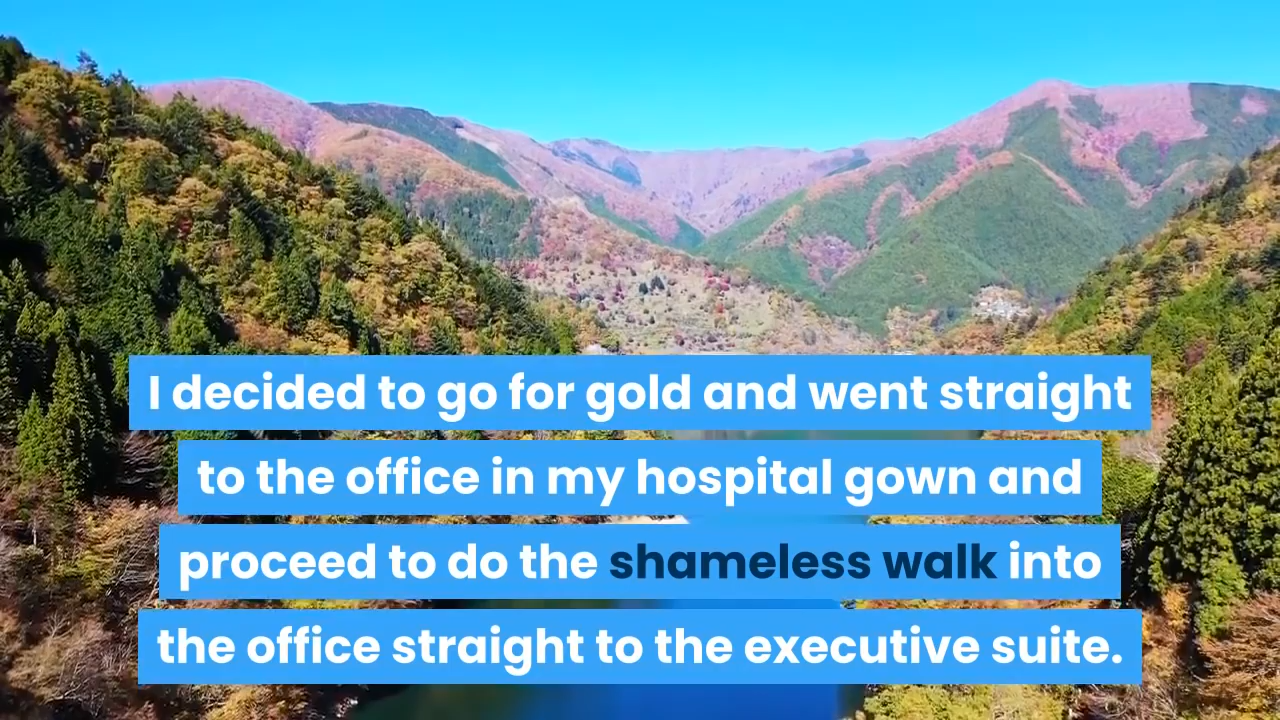 I decided to go for gold and went straight
to the office in my hospital gown and
proceed to do the shameless walk into
the office straight to the executive suite.